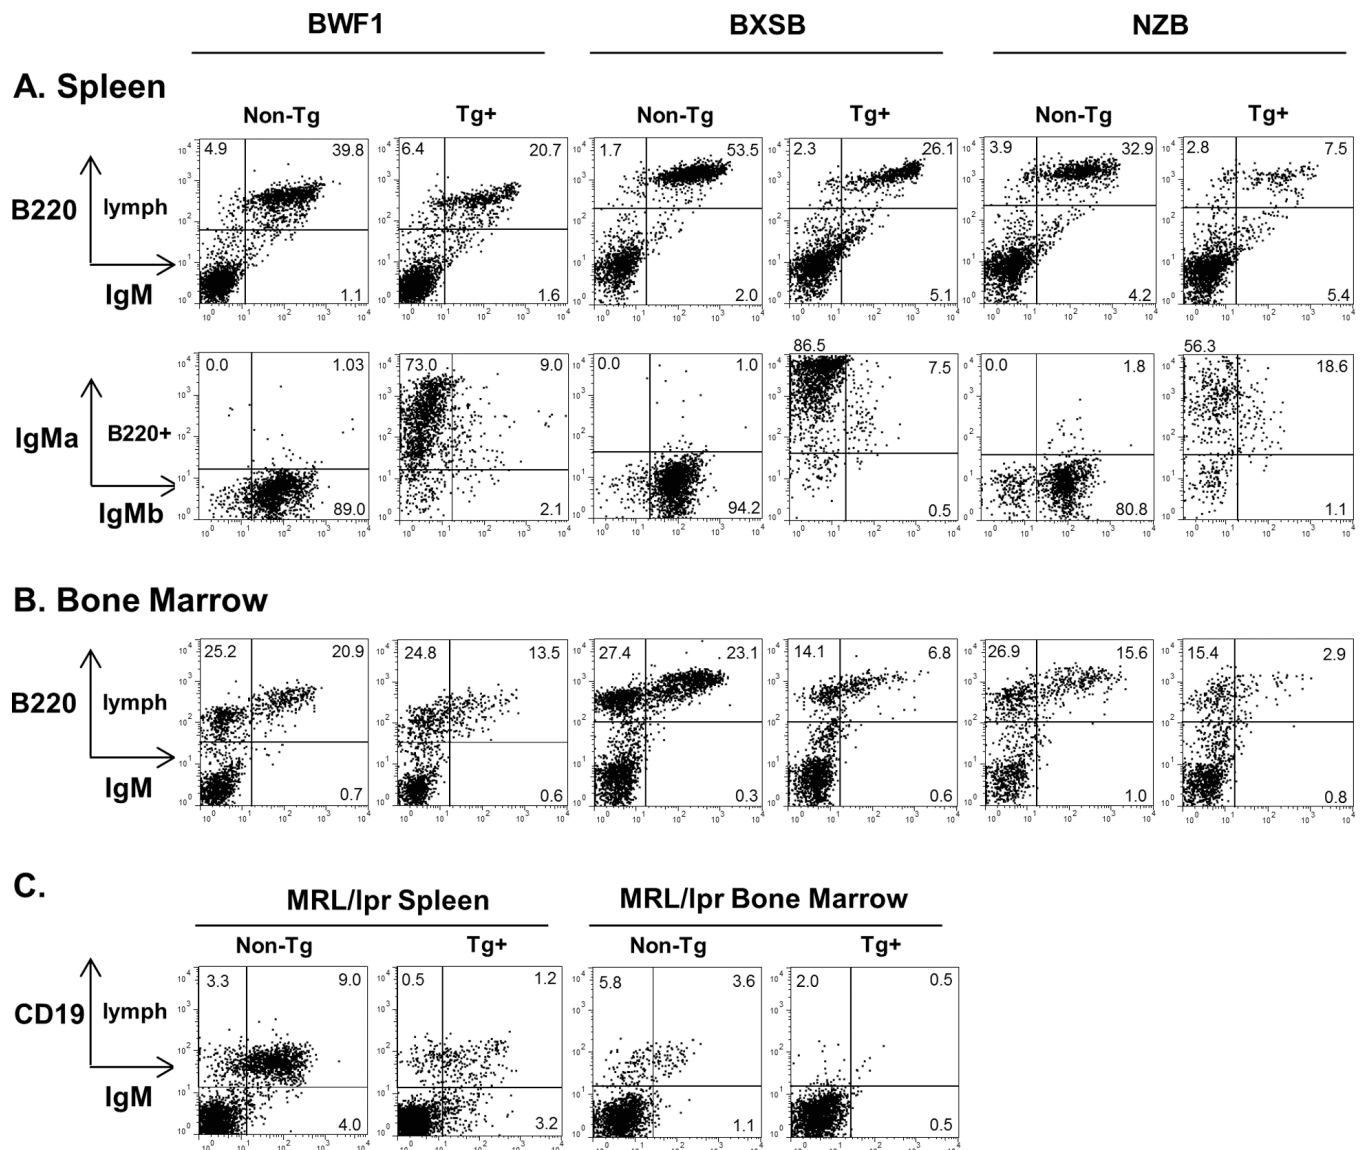 BWF1 BXSB NZB
A. Spleen
Non-Tg Tg+ Non-Tg Tg+ Non-Tg Tg+
4.9 39.8 6.4 20.7 1.7 53.5 2.3 26.1 3.9 32.9 2.8 7.5
B220 lymph
IgM
1.1 1.6 2.0 5.1 4.2 5.4
0.0 1.03 73.0 9.0 0.0 1.0 86.5 7.5 0.0 1.8 56.3 18.6
IgMa B220+
IgMb
89.0 2.1 94.2 0.5 80.8 1.1
B. Bone Marrow
25.2 20.9 24.8 13.5 27.4 23.1 14.1 6.8 26.9 15.6 15.4 2.9
B220 lymph
IgM
0.7 0.6 0.3 0.6 1.0 0.8
C.
MRL/lpr Spleen MRL/lpr Bone Marrow
Non-Tg Tg+ Non-Tg Tg+
3.3 9.0 0.5 1.2 5.8 3.6 2.0 0.5
CD19 lymph
IgM
4.0 3.2 1.1 0.5